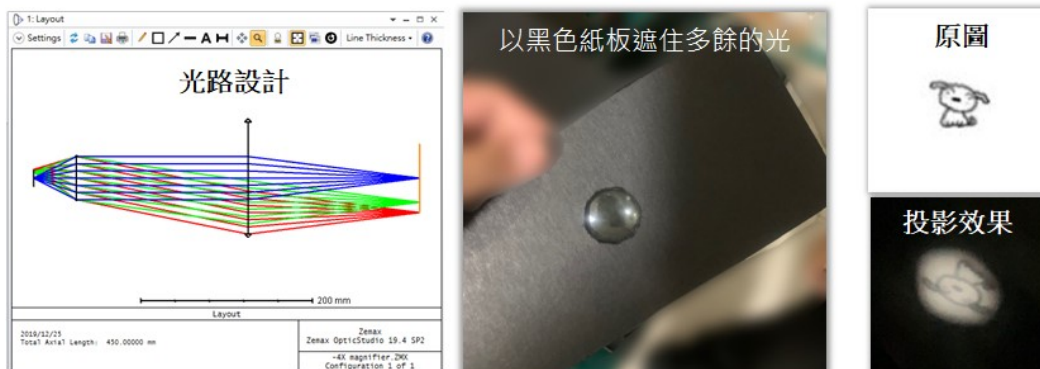 1: Layout
Settings
Line Thickness
光路設計
200 mm
Layout
2019/12/25
Total Axial Length: 450.00000 mm
Zemax
Zemax OpticStudio 19.4 SP2
-4X magnifier.ZMX
Configuration 1 of 1
以黑色紙板遮住多餘的光
原圖
投影效果